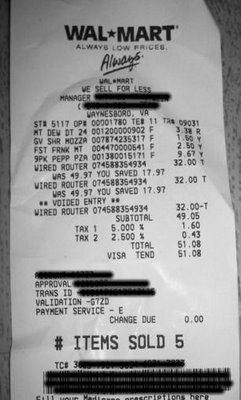 WAL★MART®
ALWAYS LOW PRICES.
Always.
WAL-MART
WE SELL FOR LESS
MANAGER
(
WAYNESBORO, VA
ST# 5117 OP# 00001780 TE# 11 TR# 09031
MT DEW DT 24 001200000902 F 3.38 R
GV SHR MOZZA 007874235317 F 1.50 Y
FST FRNK MT 004470000641 F 2.50 Y
9PK PEPP PZA 001380015171 F 9.67 Y
WIRED ROUTER 074588354934 32.00 T
WAS 49.97 YOU SAVED 17.97
WIRED ROUTER 074588354934 32.00 T
WAS 49.97 YOU SAVED 17.97
** VOIDED ENTRY **
WIRED ROUTER 074588354934 32.00-T
SUBTOTAL 49.05
TAX 1 5.000 % 1.60
TAX 2 2.500 % 0.43
TOTAL 51.08
VISA TEND 51.08
APPROVAL
TRANS ID
VALIDATION -G7ZD
PAYMENT SERVICE - E
CHANGE DUE 0.00
# ITEMS SOLD 5
TC#
Fill your Medicare prescriptions here